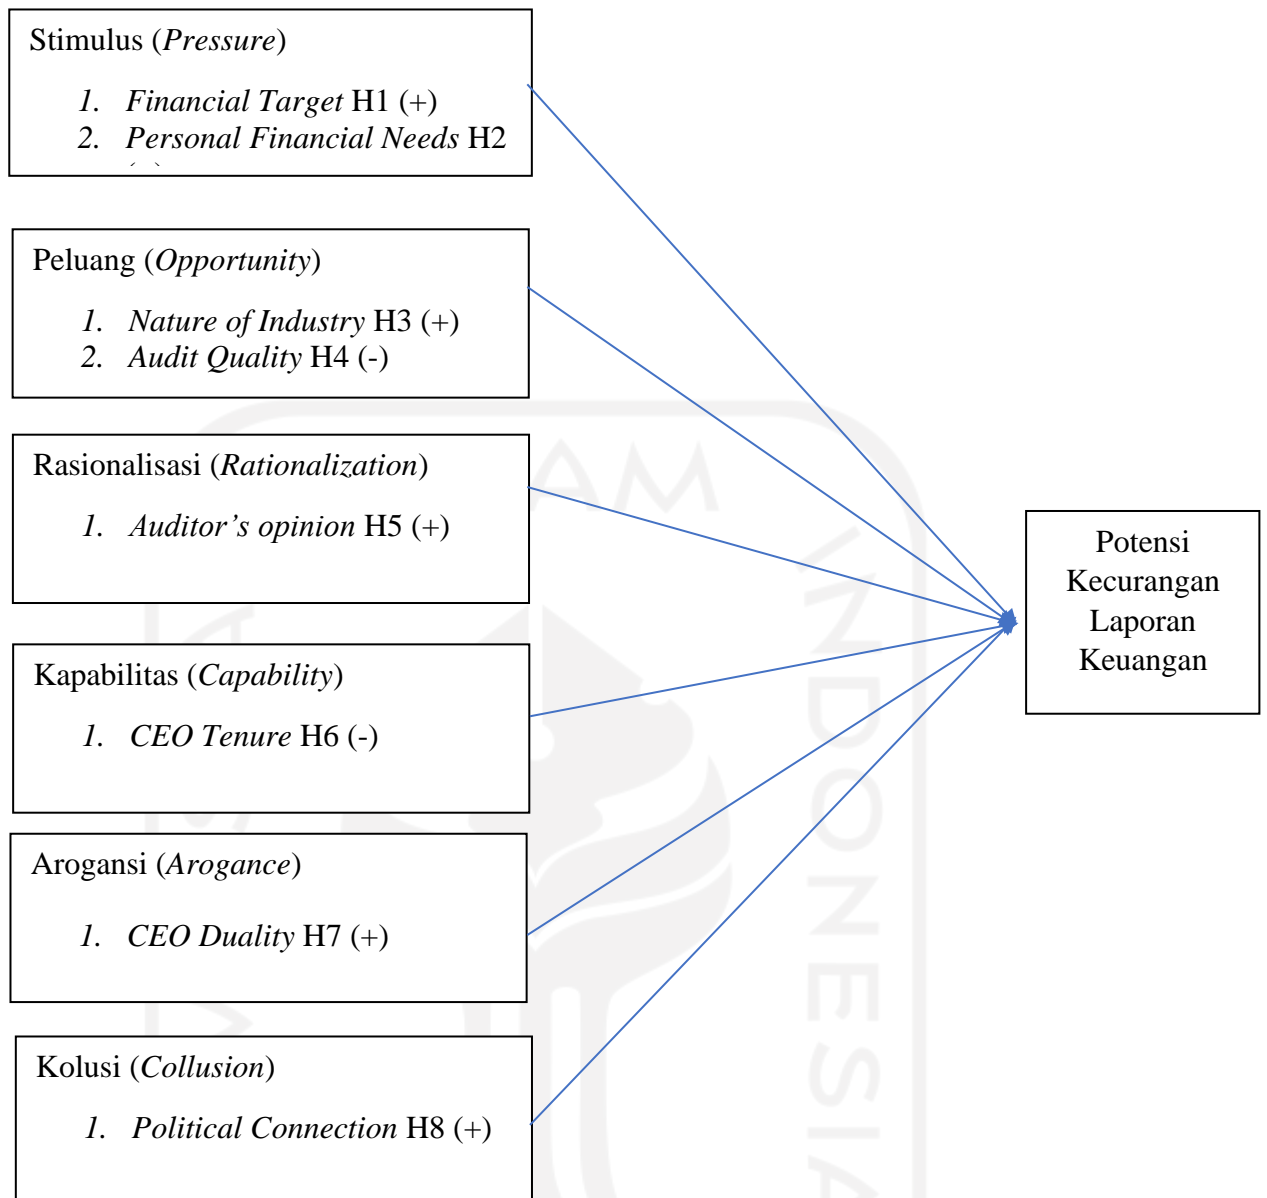 Stimulus (Pressure)
1. Financial Target H1 (+)
2. Personal Financial Needs H2
Peluang (Opportunity)
1. Nature of Industry H3 (+)
2. Audit Quality H4 (-)
Rasionalisasi (Rationalization)
1. Auditor’s opinion H5 (+)
Kapabilitas (Capability)
1. CEO Tenure H6 (-)
Arogansi (Arogance)
1. CEO Duality H7 (+)
Kolusi (Collusion)
1. Political Connection H8 (+)
Potensi
Kecurangan
Laporan
Keuangan
INDONESIA